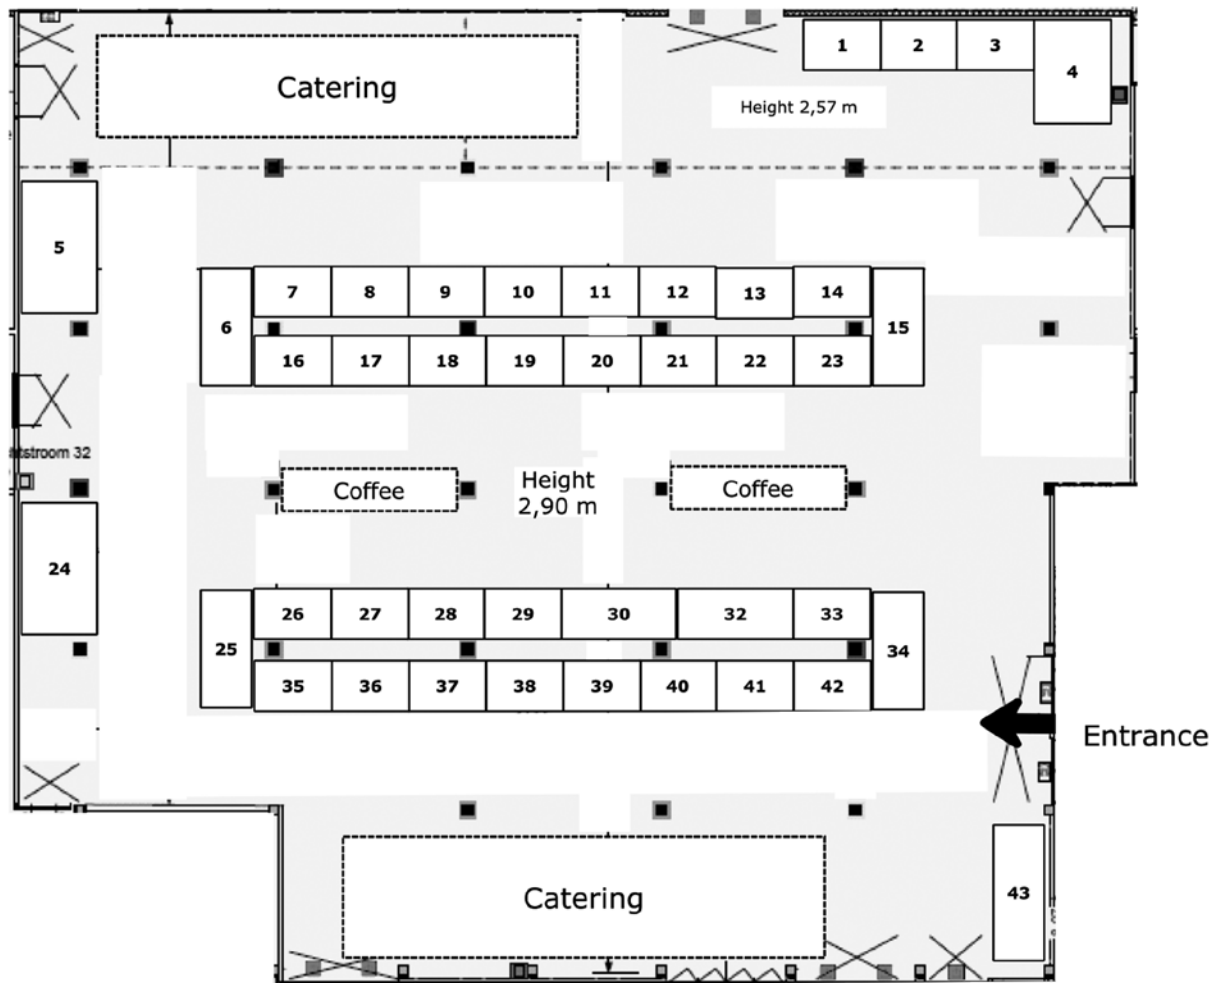 1 2 3 4
Catering
Height 2,57 m
5
7 8 9 10 11 12 13 14
6 15
16 17 18 19 20 21 22 23
32
Coffee
Height
2,90 m
Coffee
24
26 27 28 29 30 32 33
25 34
35 36 37 38 39 40 41 42
Entrance
43
Catering